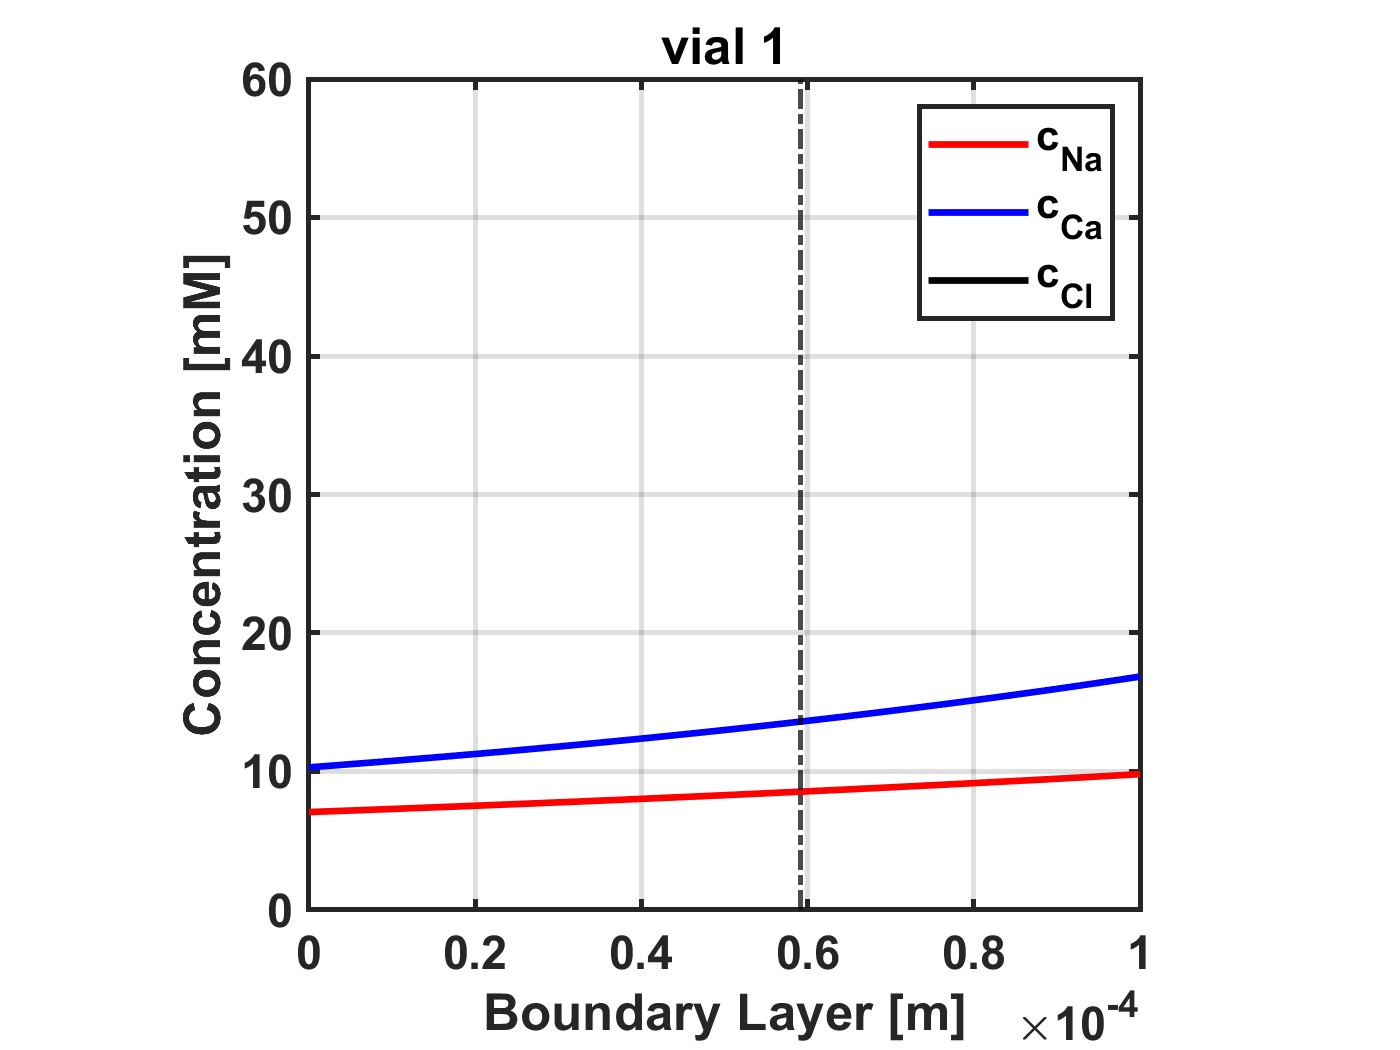 vial 1
60
50
40
30
20
10
0
Concentration [mM]
c_Na
c_Ca
c_Cl
0 0.2 0.4 0.6 0.8 1
Boundary Layer [m] ×10^-4